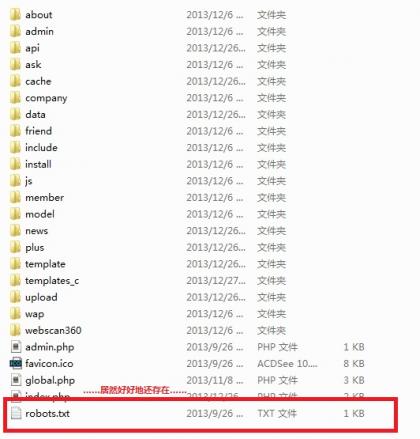 about 2013/12/6 ... 文件夹
admin 2013/12/6 ... 文件夹
api 2013/12/26... 文件夹
ask 2013/12/6 ... 文件夹
cache 2013/12/26... 文件夹
company 2013/12/6 ... 文件夹
data 2013/12/26... 文件夹
friend 2013/12/6 ... 文件夹
include 2013/12/6 ... 文件夹
install 2013/12/6 ... 文件夹
js 2013/12/6 ... 文件夹
member 2013/12/6 ... 文件夹
model 2013/12/6 ... 文件夹
news 2013/12/26... 文件夹
plus 2013/12/26... 文件夹
template 2013/12/26... 文件夹
templates_c 2013/12/27... 文件夹
upload 2013/12/26... 文件夹
wap 2013/12/6 ... 文件夹
webscan360 2013/12/6 ... 文件夹
admin.php 2013/9/26 ... PHP 文件 1 KB
favicon.ico 2013/9/26 ... ACDSee 10.... 8 KB
global.php 2013/11/8 ... PHP 文件 3 KB
......居然好好地还存在......
index.php 2013/9/26 ... PHP 文件 2 KB
robots.txt 2013/9/26 ... TXT 文件 1 KB